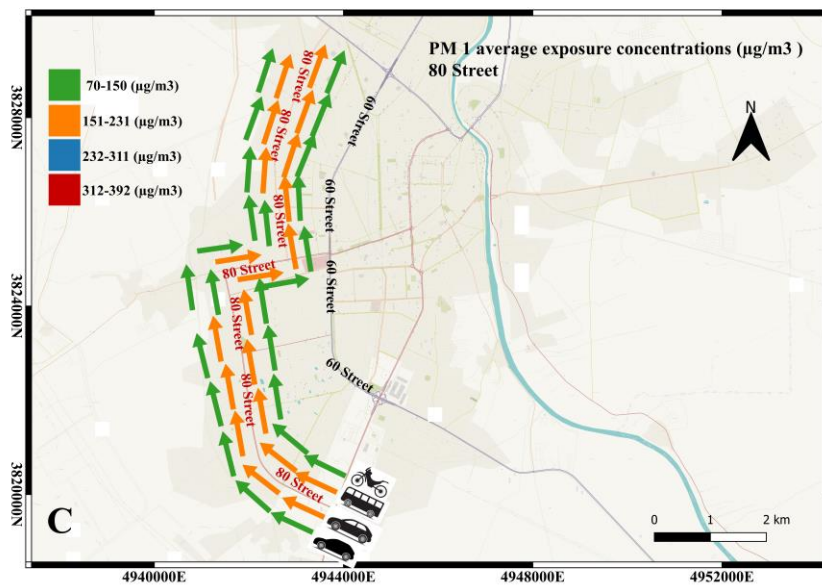 PM 1 average exposure concentrations (µg/m3 )
80 Street
70-150 (µg/m3)
151-231 (µg/m3)
232-311 (µg/m3)
312-392 (µg/m3)
N
80 Street
80 Street
80 Street
80 Street
80 Street
80 Street
80 Street
60 Street
60 Street
60 Street
60 Street
C
0 1 2 km
3828000N
3824000N
3820000N
4940000E 4944000E 4948000E 4952000E